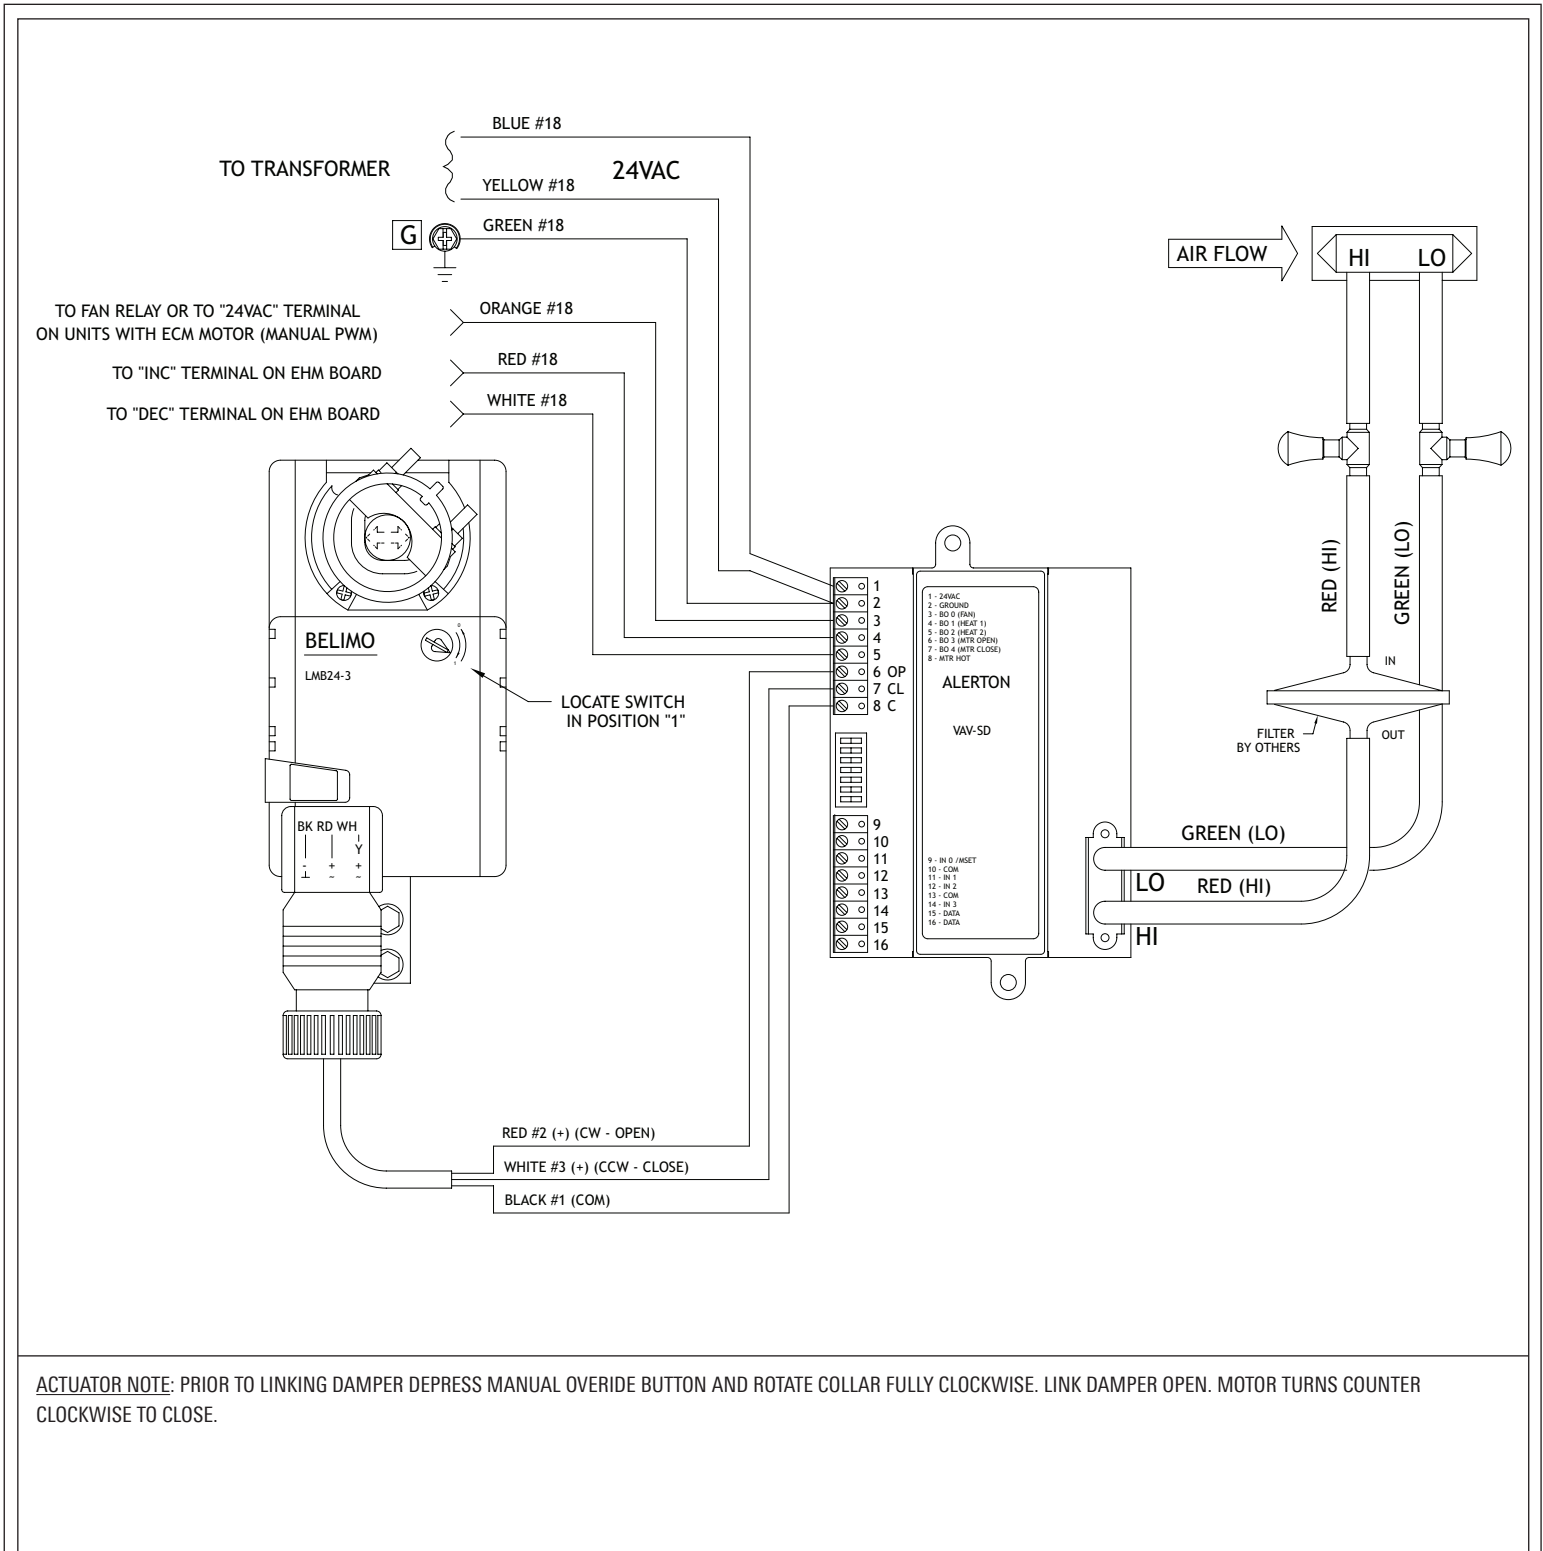 BLUE #18
TO TRANSFORMER
24VAC
YELLOW #18
G
GREEN #18
TO FAN RELAY OR TO "24VAC" TERMINAL
ON UNITS WITH ECM MOTOR (MANUAL PWM)
ORANGE #18
TO "INC" TERMINAL ON EHM BOARD
RED #18
TO "DEC" TERMINAL ON EHM BOARD
WHITE #18
AIR FLOW
HI
LO
RED (HI)
GREEN (LO)
BELIMO
LMB24-3
0
1
LOCATE SWITCH
IN POSITION "1"
BK RD WH
Y
- + +
~ ~
1
2
3
4
5
6 OP
7 CL
8 C
1 - 24VAC
2 - GROUND
3 - BO 0 (FAN)
4 - BO 1 (HEAT 1)
5 - BO 2 (HEAT 2)
6 - BO 3 (MTR OPEN)
7 - BO 4 (MTR CLOSE)
8 - MTR HOT
ALERTON
VAV-SD
9
10
11
12
13
14
15
16
9 - IN 0 /MSET
10 - COM
11 - IN 1
12 - IN 2
13 - COM
14 - IN 3
15 - DATA
16 - DATA
IN
FILTER
BY OTHERS
OUT
GREEN (LO)
LO
RED (HI)
HI
RED #2 (+) (CW - OPEN)
WHITE #3 (+) (CCW - CLOSE)
BLACK #1 (COM)
ACTUATOR NOTE: PRIOR TO LINKING DAMPER DEPRESS MANUAL OVERIDE BUTTON AND ROTATE COLLAR FULLY CLOCKWISE. LINK DAMPER OPEN. MOTOR TURNS COUNTER
CLOCKWISE TO CLOSE.